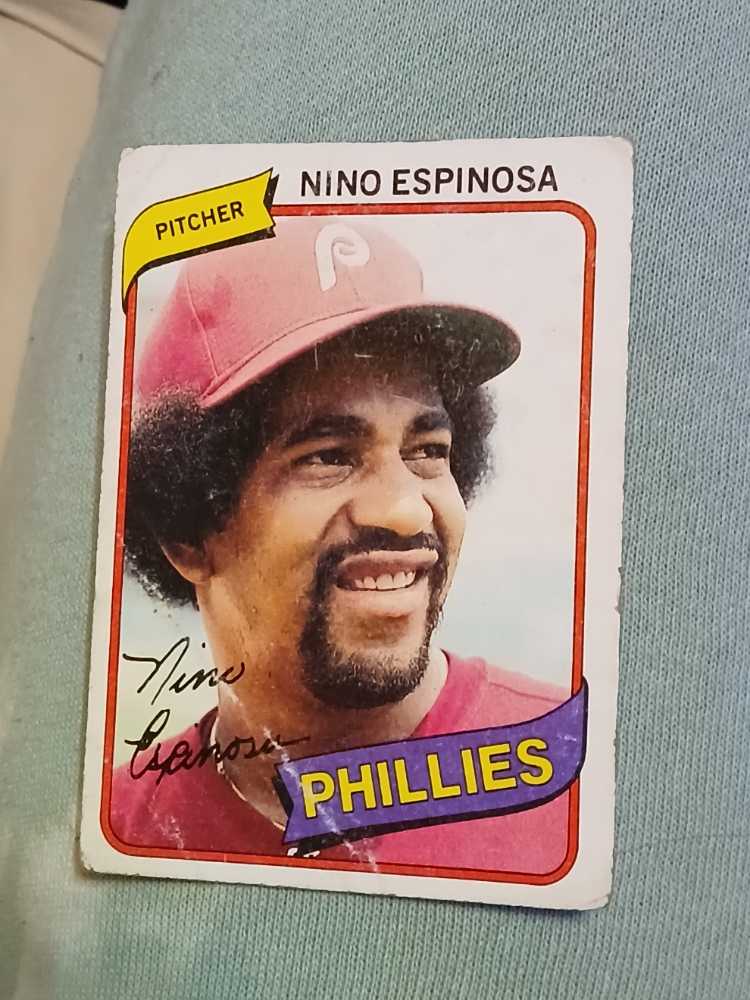 PITCHER
NINO ESPINOSA
P
Nino
Espinosa
PHILLIES